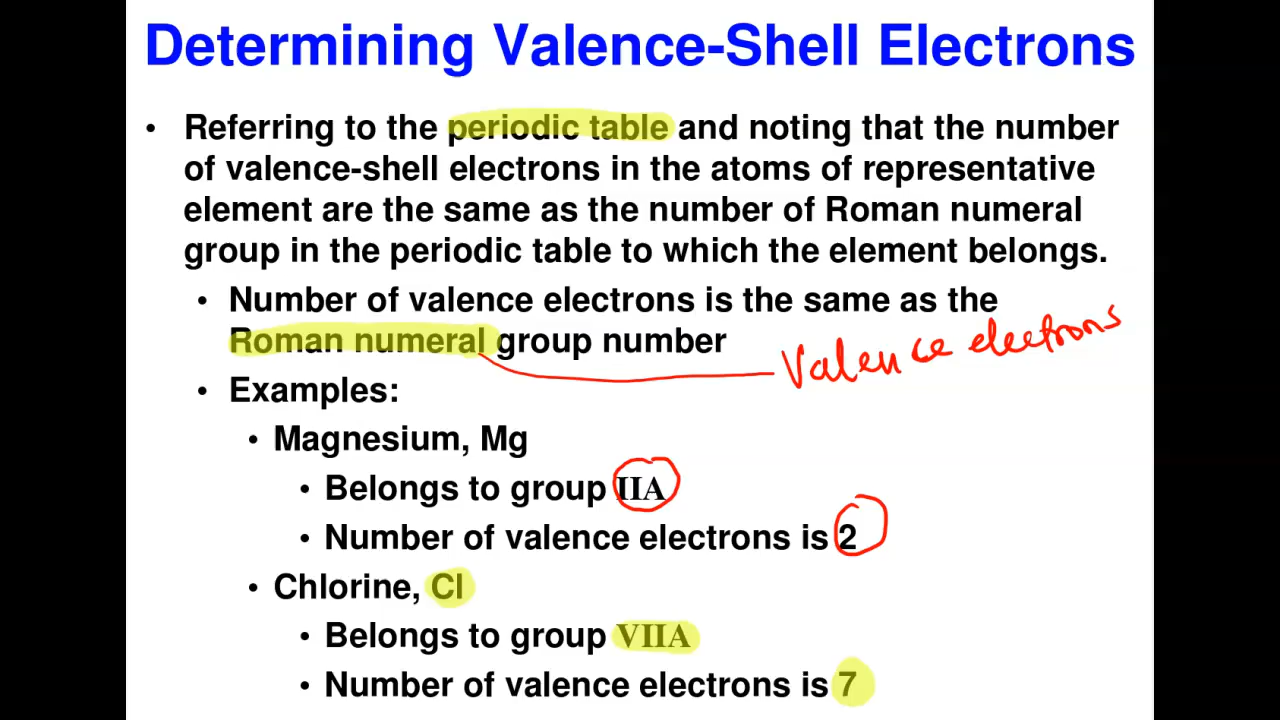 Determining Valence-Shell Electrons
• Referring to the periodic table and noting that the number
of valence-shell electrons in the atoms of representative
element are the same as the number of Roman numeral
group in the periodic table to which the element belongs.
• Number of valence electrons is the same as the
Roman numeral group number
Valence electrons
• Examples:
• Magnesium, Mg
• Belongs to group IIA
• Number of valence electrons is 2
• Chlorine, Cl
• Belongs to group VIIA
• Number of valence electrons is 7